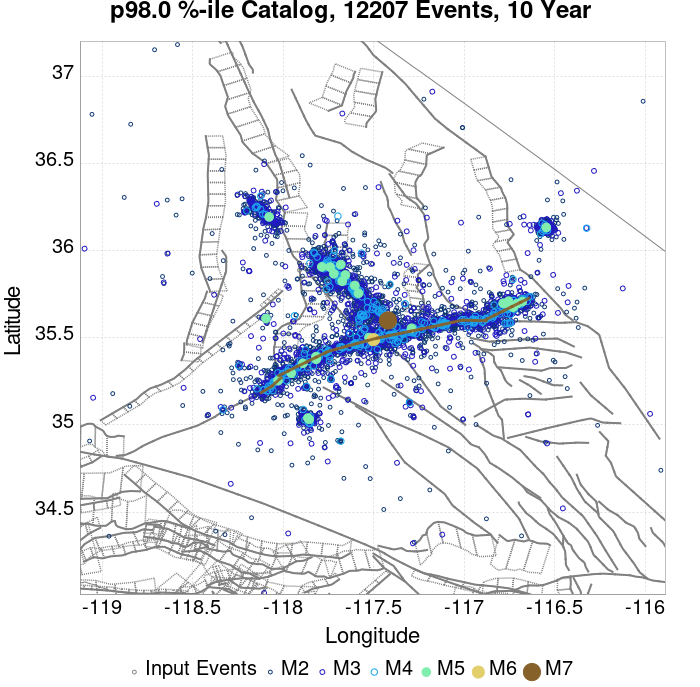 p98.0 %-ile Catalog, 12207 Events, 10 Year
37
36.5
36
35.5
35
34.5
Latitude
-119 -118.5 -118 -117.5 -117 -116.5 -116
Longitude
Input Events M2 M3 M4 M5 M6 M7